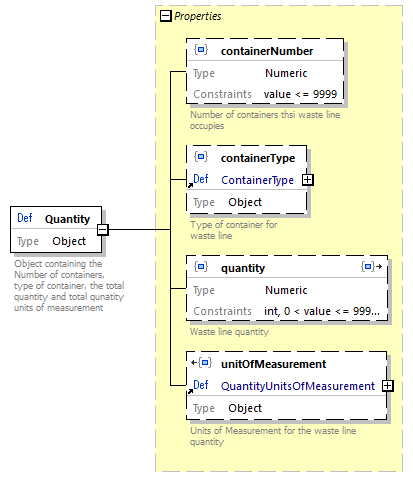 Properties
containerNumber
Type Numeric
Constraints value <= 9999
Number of containers thsi waste line
occupies
containerType
Def ContainerType
Type Object
Type of container for
waste line
Def Quantity
Type Object
Object containing the
Number of containers,
type of container, the total
quantity and total qunatity
units of measurement
quantity
Type Numeric
Constraints int, 0 < value <= 999...
Waste line quantity
unitOfMeasurement
Def QuantityUnitsOfMeasurement
Type Object
Units of Measurement for the waste line
quantity